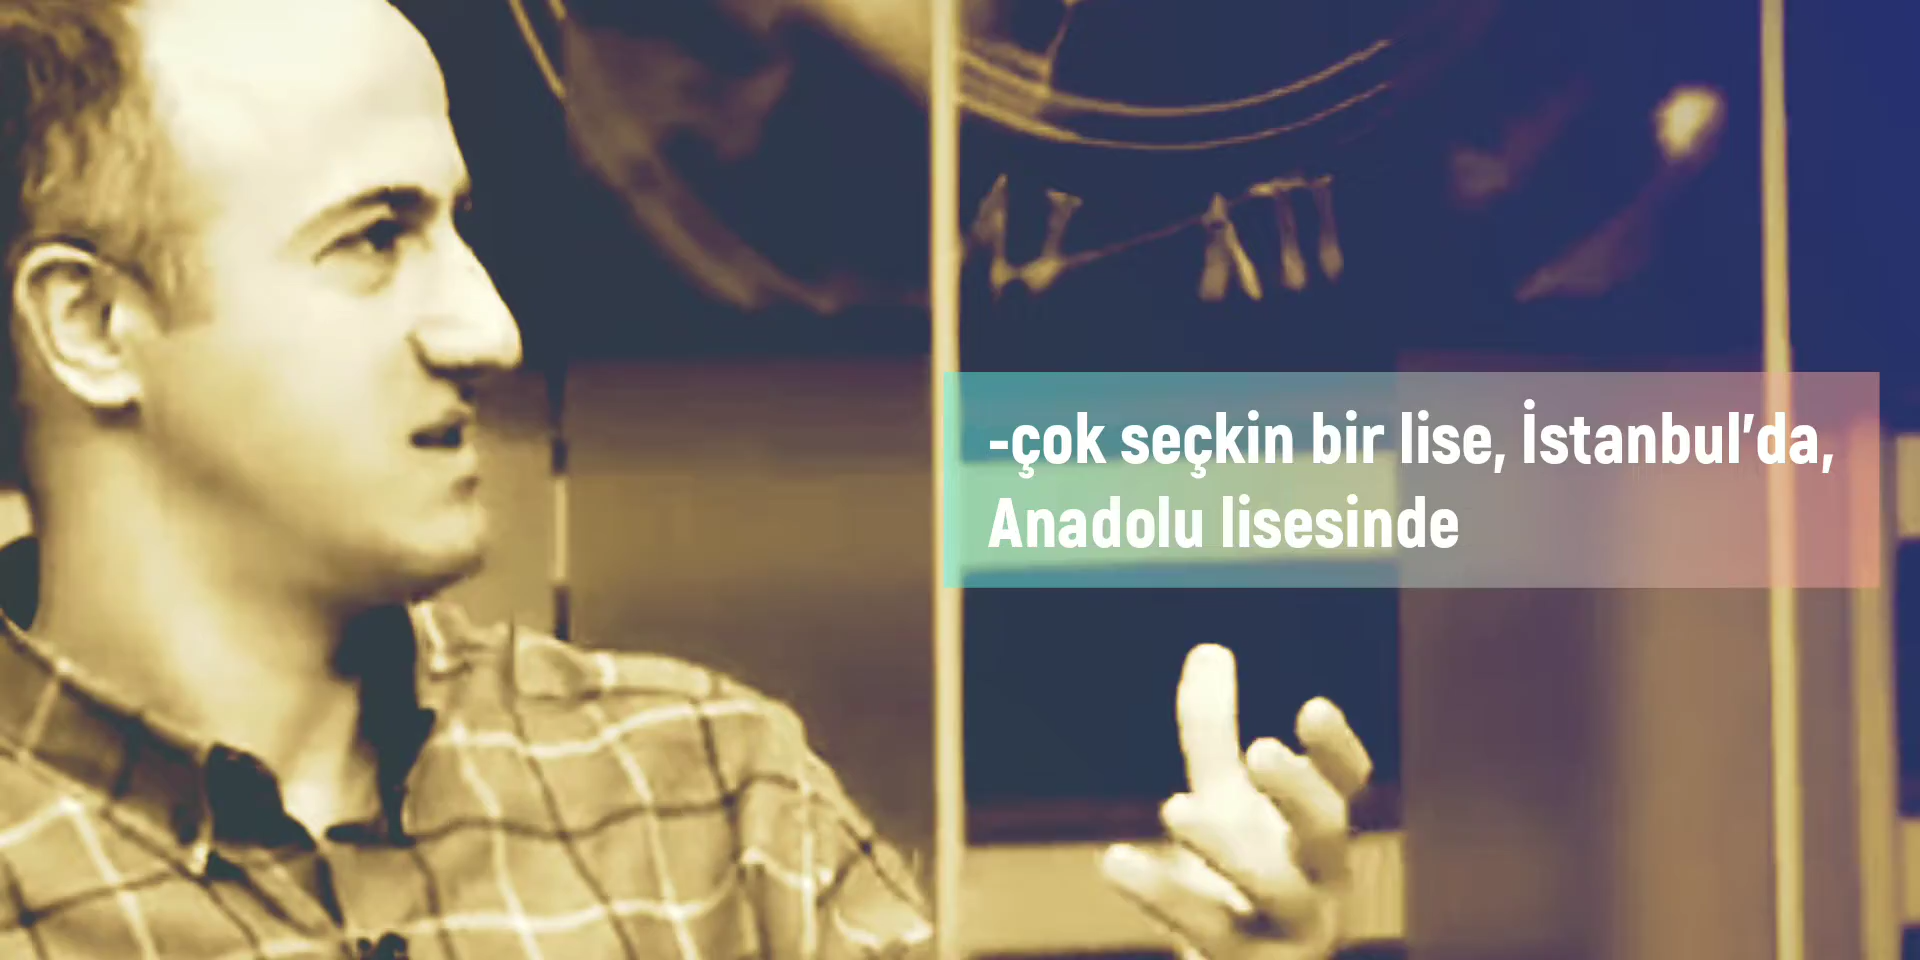 -çok seçkin bir lise, İstanbul’da,
Anadolu lisesinde